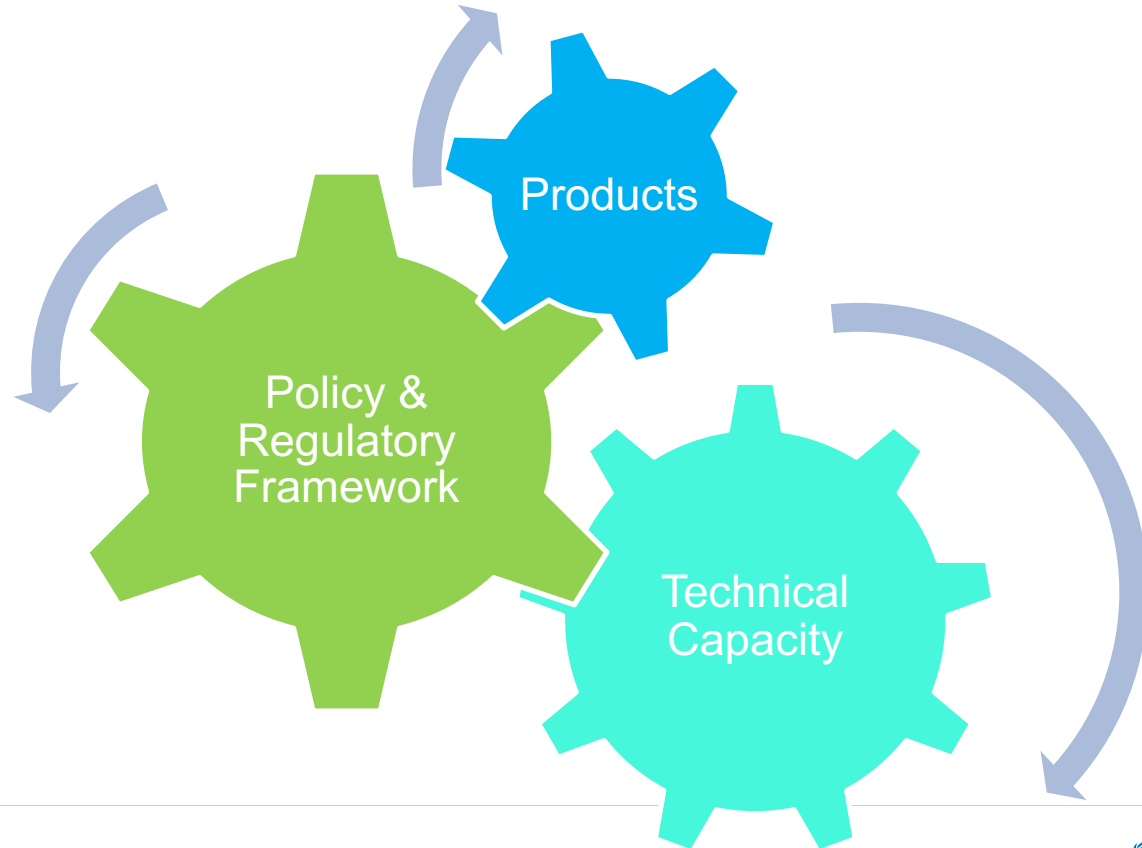 Products
Policy &
Regulatory
Framework
Technical
Capacity